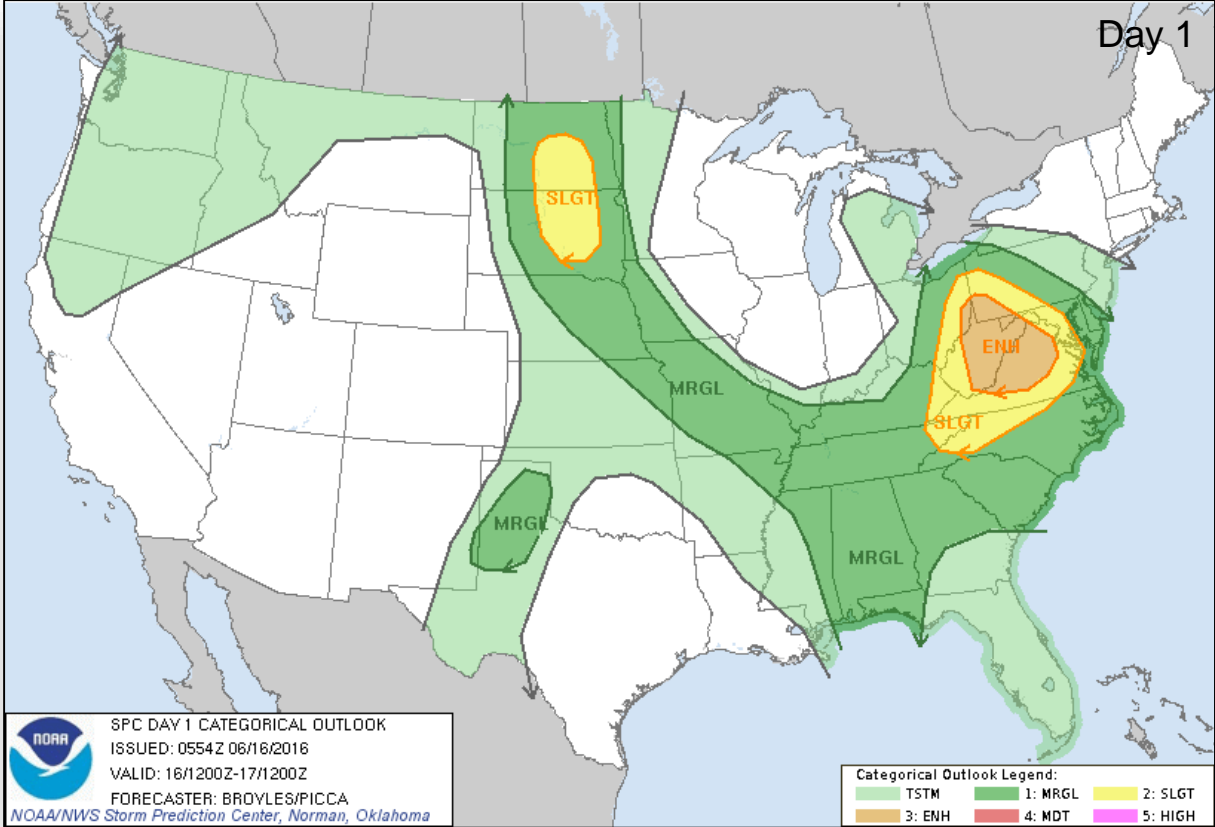 Day 1
SLGT
ENH
MRGL
SLGT
MRGL
MRGL
NOAA
SPC DAY 1 CATEGORICAL OUTLOOK
ISSUED: 0554Z 06/16/2016
VALID: 16/1200Z-17/1200Z
FORECASTER: BROYLES/PICCA
NOAA/NWS Storm Prediction Center, Norman, Oklahoma
Categorical Outlook Legend:
TSTM 1: MRGL 2: SLGT
3: ENH 4: MDT 5: HIGH